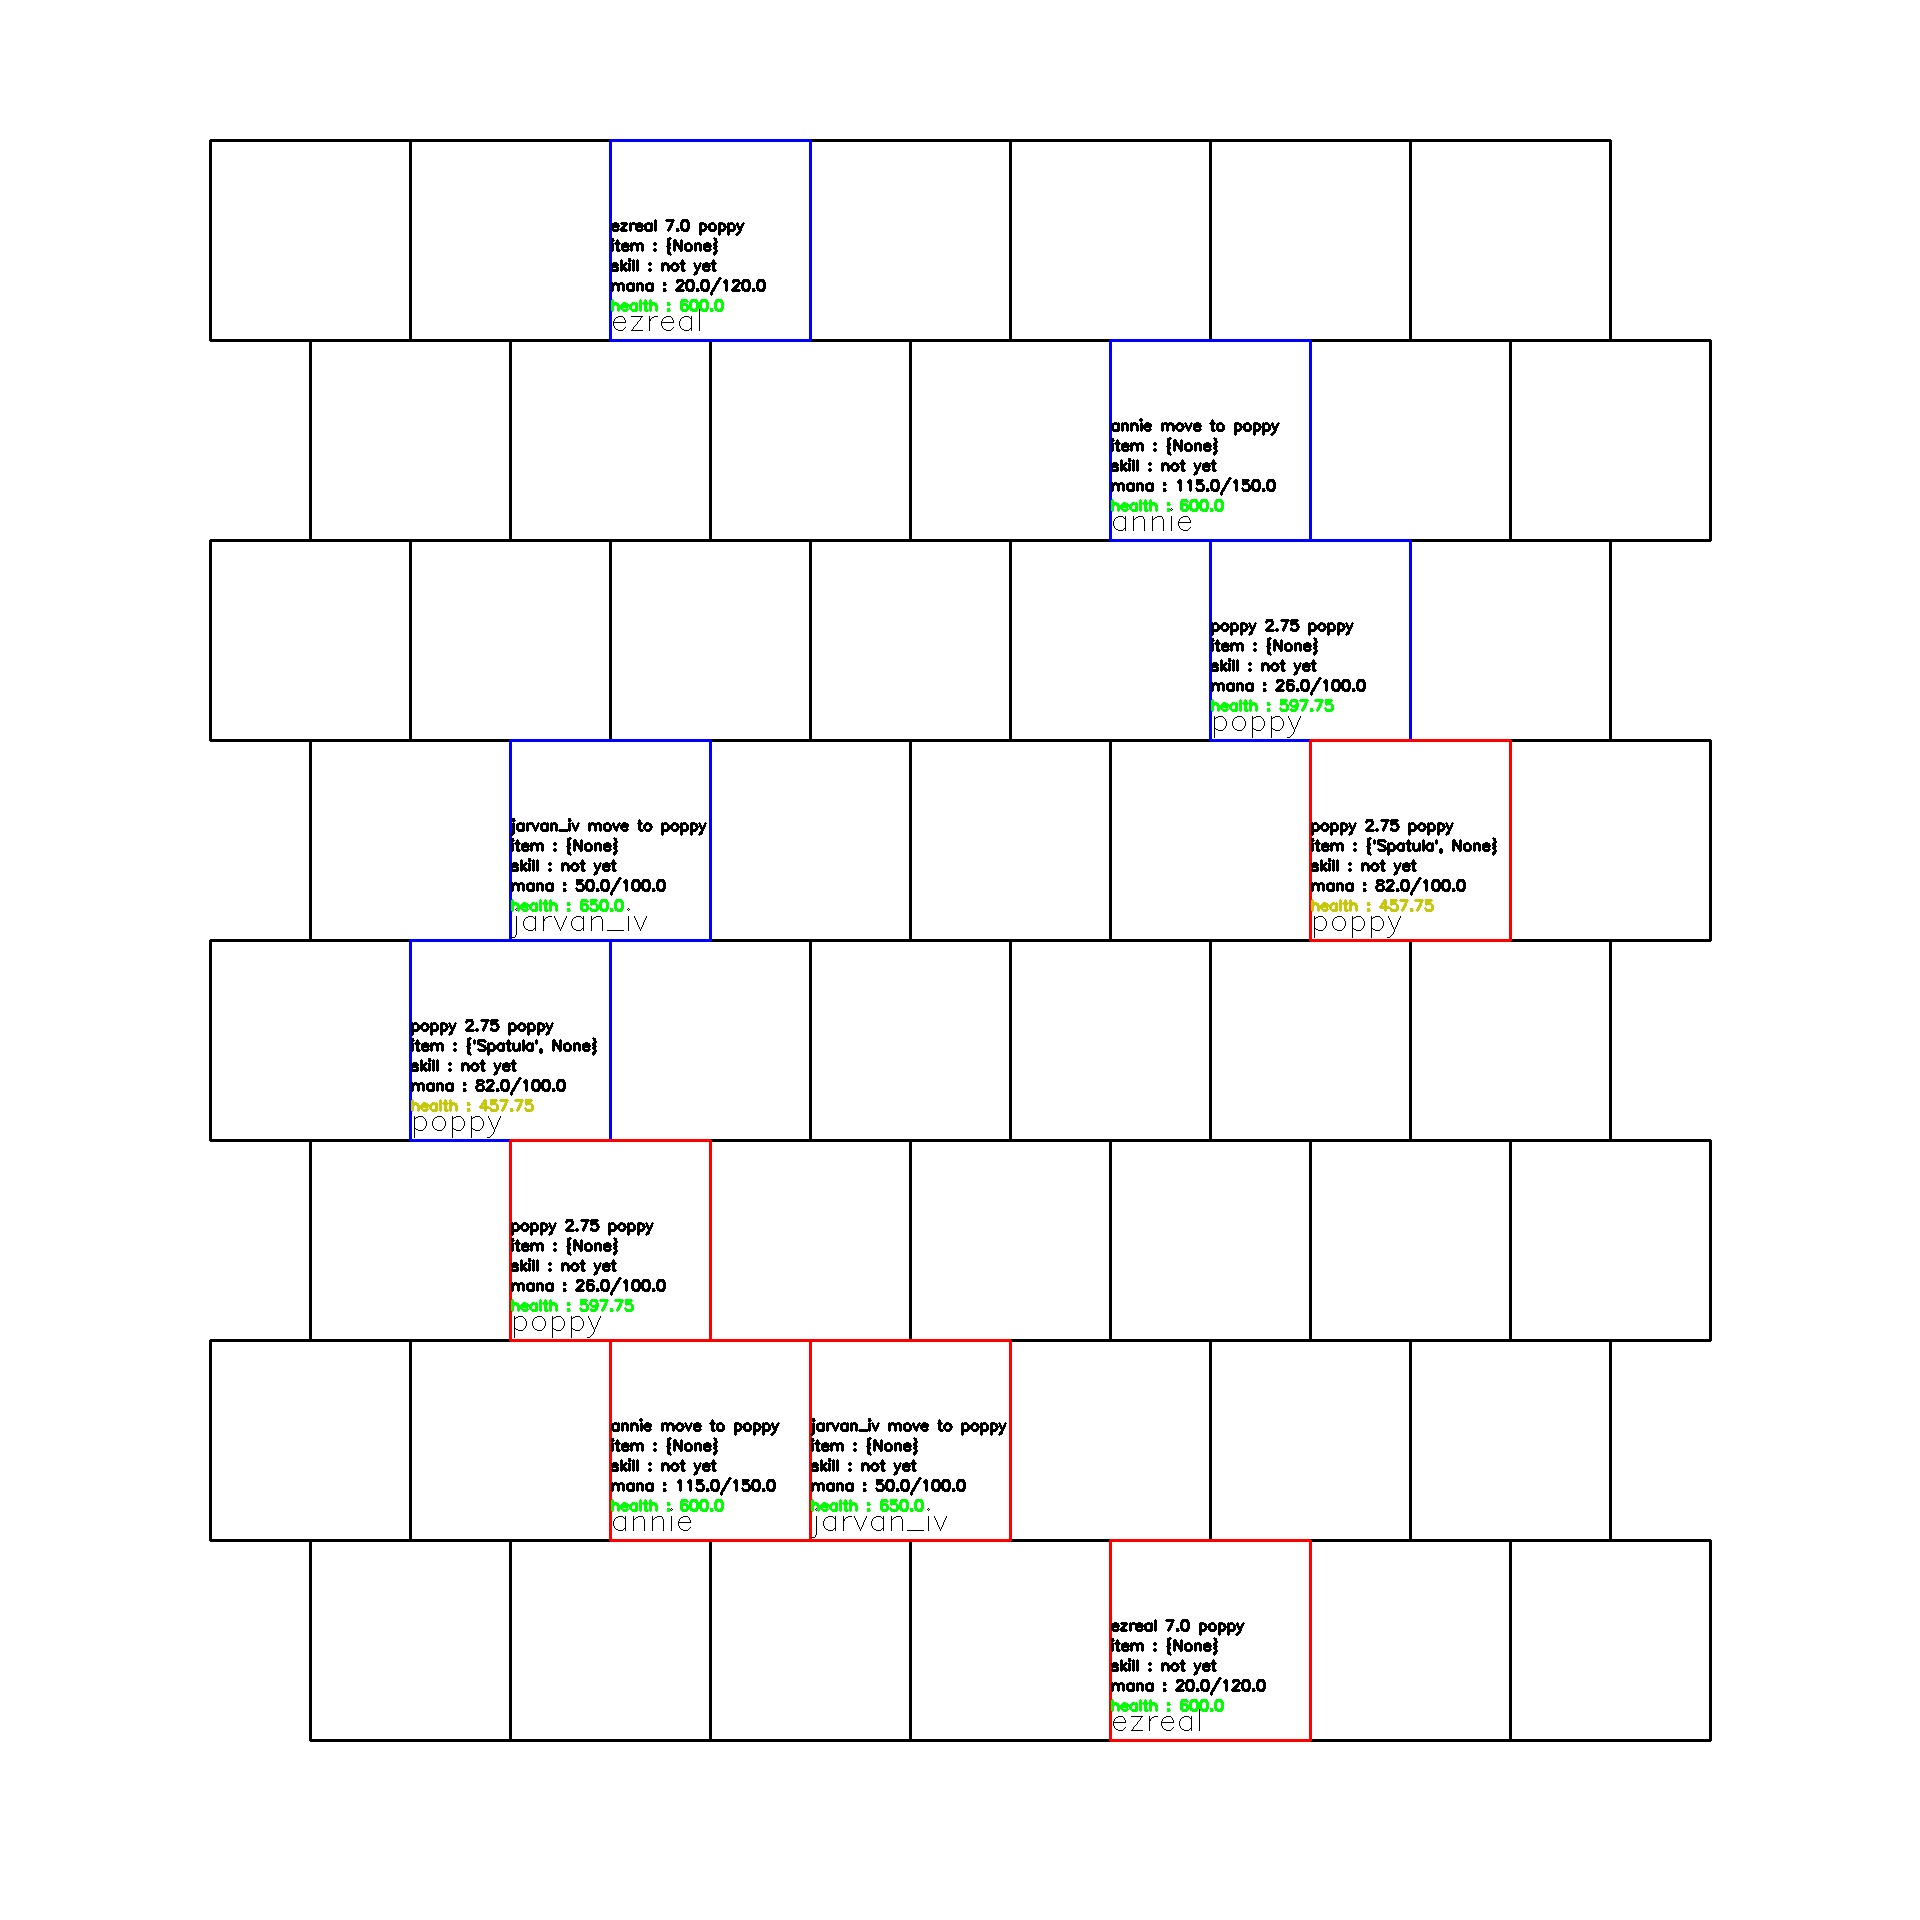 ezreal 7.0 poppy
item : {None}
skill : not yet
mana : 20.0/120.0
health : 600.0
ezreal
annie move to poppy
item : {None}
skill : not yet
mana : 115.0/150.0
health : 600.0
annie
poppy 2.75 poppy
item : {None}
skill : not yet
mana : 26.0/100.0
health : 597.75
poppy
jarvan_iv move to poppy
item : {None}
skill : not yet
mana : 50.0/100.0
health : 650.0
jarvan_iv
poppy 2.75 poppy
item : {'Spatula', None}
skill : not yet
mana : 82.0/100.0
health : 457.75
poppy
poppy 2.75 poppy
item : {'Spatula', None}
skill : not yet
mana : 82.0/100.0
health : 457.75
poppy
poppy 2.75 poppy
item : {None}
skill : not yet
mana : 26.0/100.0
health : 597.75
poppy
annie move to poppy
item : {None}
skill : not yet
mana : 115.0/150.0
health : 600.0
annie
jarvan_iv move to poppy
item : {None}
skill : not yet
mana : 50.0/100.0
health : 650.0
jarvan_iv
ezreal 7.0 poppy
item : {None}
skill : not yet
mana : 20.0/120.0
health : 600.0
ezreal